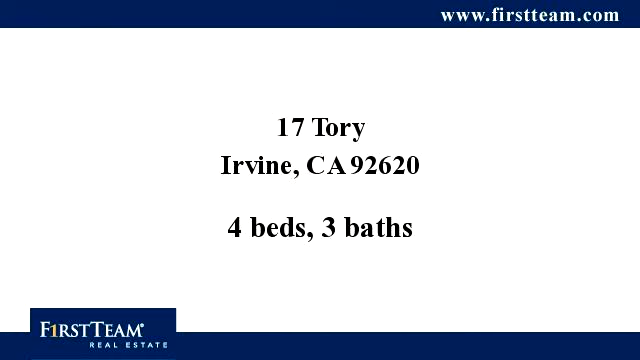 www.firstteam.com
17 Tory
Irvine, CA 92620
4 beds, 3 baths
FIRSTTEAM®
REAL ESTATE